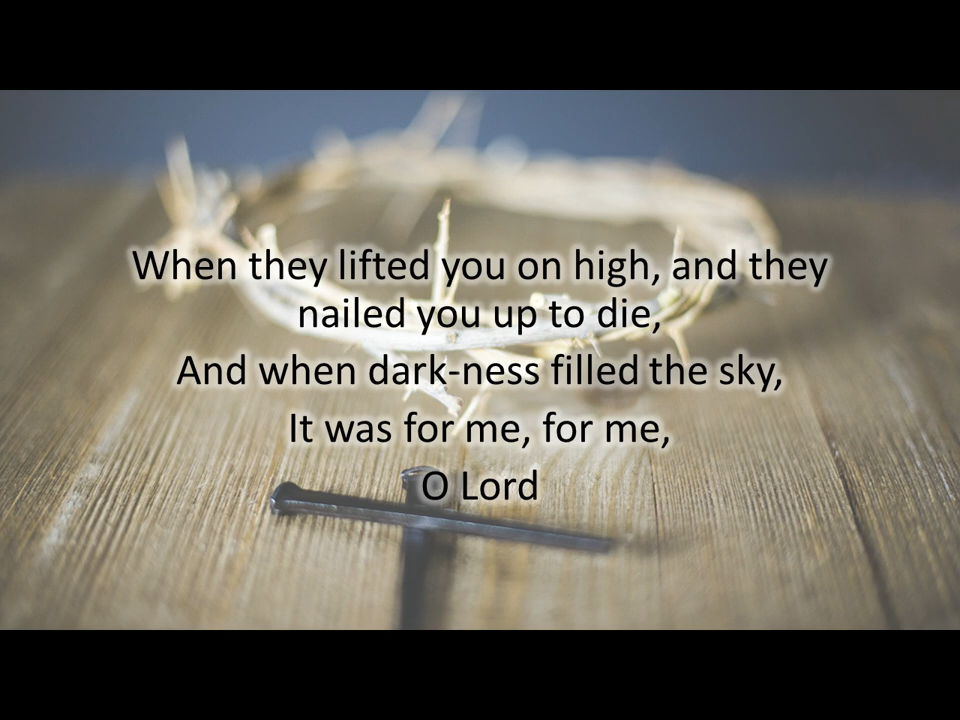 When they lifted you on high, and they
nailed you up to die,
And when dark-ness filled the sky,
It was for me, for me,
O Lord